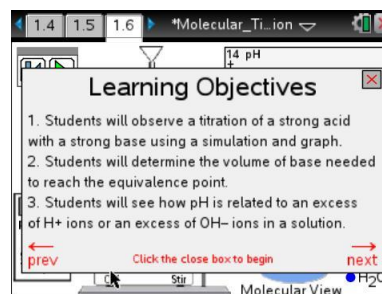 1.4 1.5 1.6 *Molecular_Ti...ion
14 pH
Learning Objectives
1. Students will observe a titration of a strong acid
with a strong base using a simulation and graph.
2. Students will determine the volume of base needed
to reach the equivalence point.
3. Students will see how pH is related to an excess
of H+ ions or an excess of OH– ions in a solution.
prev Click the close box to begin next
Stir
Molecular View
H2O